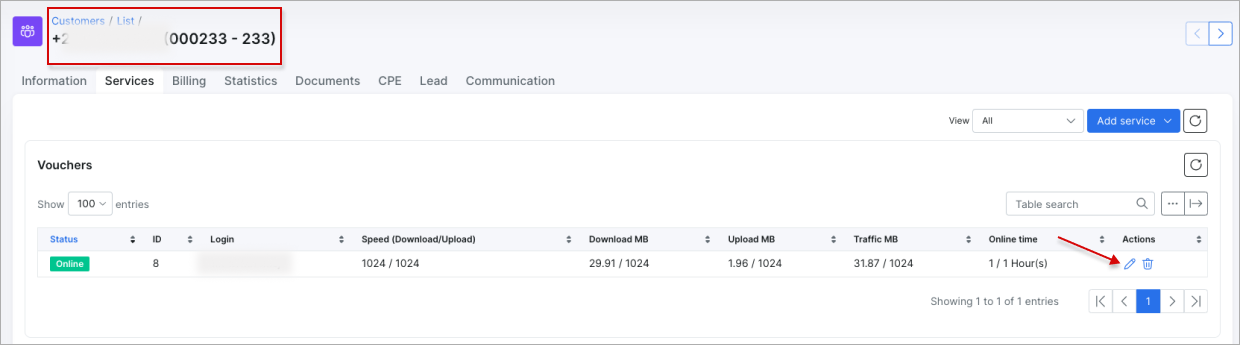 Customers / List /
(000233 - 233)
Information Services Billing Statistics Documents CPE Lead Communication
View All Add service
Vouchers
Show 100 entries Table search ...
Status ID Login Speed (Download/Upload) Download MB Upload MB Traffic MB Online time Actions
Online 8 1024 / 1024 29.91 / 1024 1.96 / 1024 31.87 / 1024 1 / 1 Hour(s)
Showing 1 to 1 of 1 entries 1